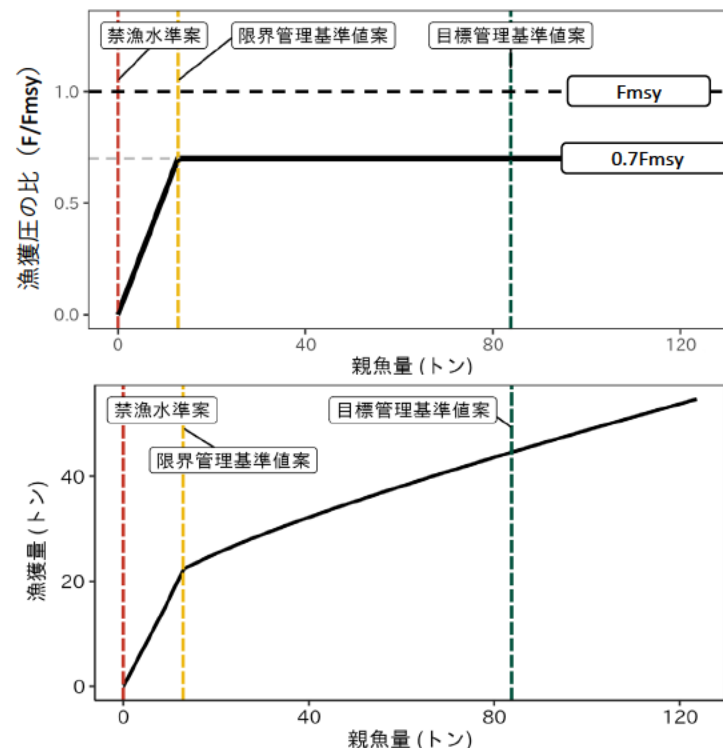 禁漁水準案
限界管理基準値案
目標管理基準値案
漁獲圧の比（F/Fmsy）
1.0
0.5
0.0
Fmsy
0.7Fmsy
0
40
80
120
親魚量 (トン)
禁漁水準案
目標管理基準値案
限界管理基準値案
漁獲量 (トン)
40
20
0
0
40
80
120
親魚量 (トン)